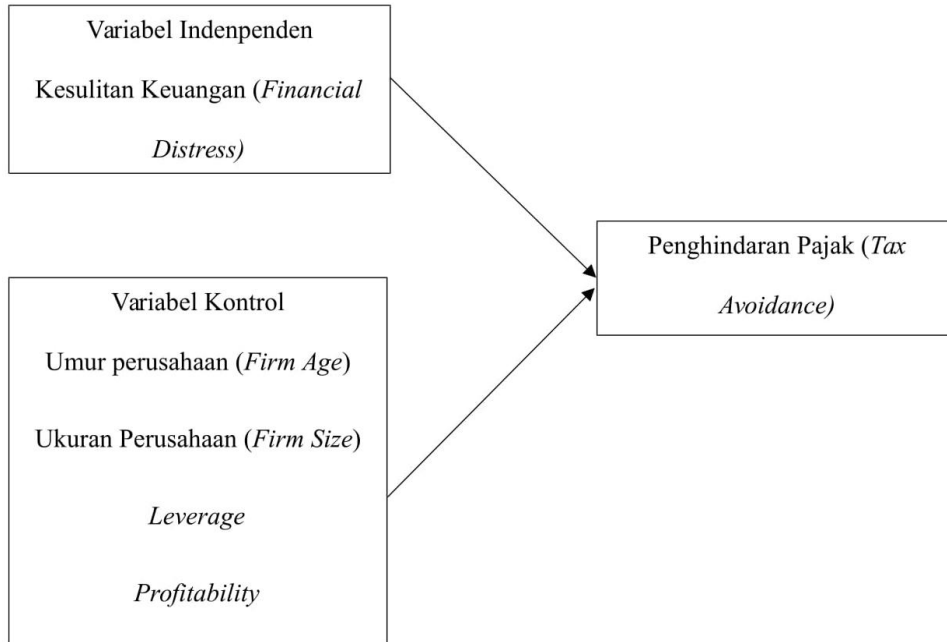 Variabel Indenpenden
Kesulitan Keuangan (Financial
Distress)
Penghindaran Pajak (Tax
Avoidance)
Variabel Kontrol
Umur perusahaan (Firm Age)
Ukuran Perusahaan (Firm Size)
Leverage
Profitability